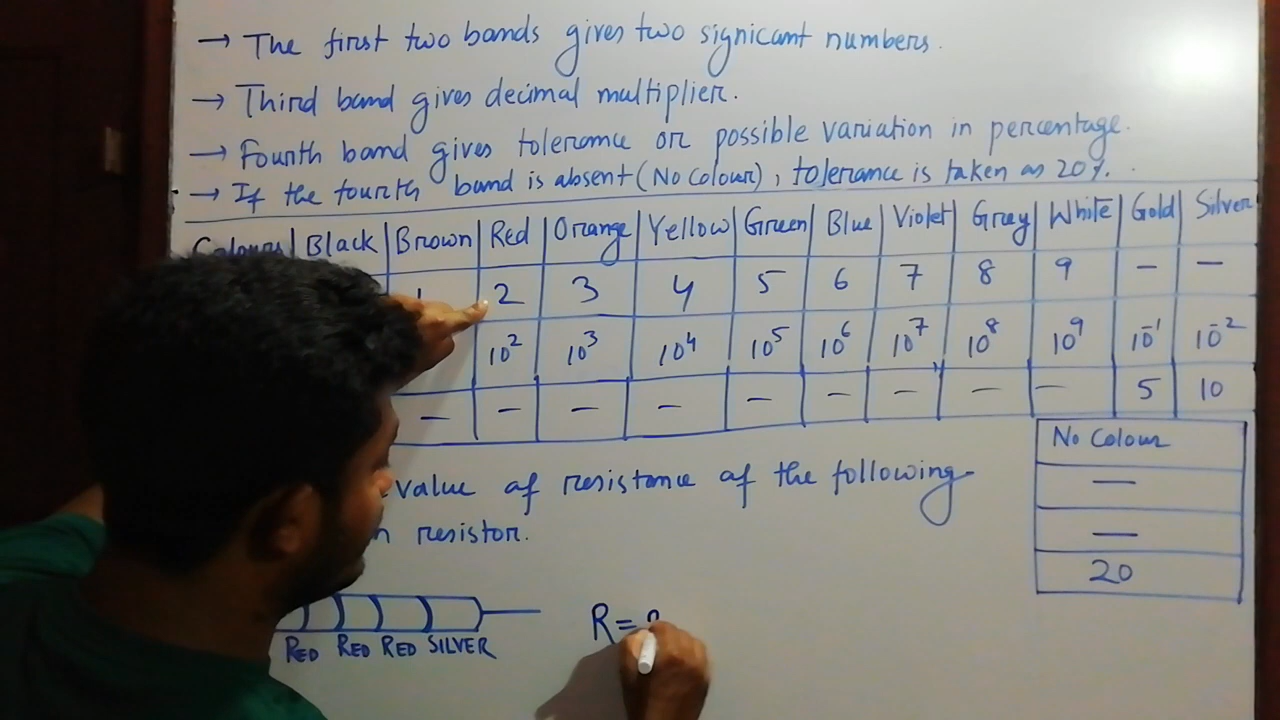 → The first two bands gives two signicant numbers.
→ Third band gives decimal multiplier.
→ Fourth band gives tolerance or possible variation in percentage.
→ If the fourth band is absent (No Colour), tolerance is taken as 20%.
Colours Black Brown Red Orange Yellow Green Blue Violet Gray White Gold Silver
1 2 3 4 5 6 7 8 9 — —
10² 10³ 10⁴ 10⁵ 10⁶ 10⁷ 10⁸ 10⁹ 10⁻¹ 10⁻²
— — — — — — — — — 5 10
No Colour
—
—
20
value of resistance of the following
resistor.
RED RED RED SILVER
R =